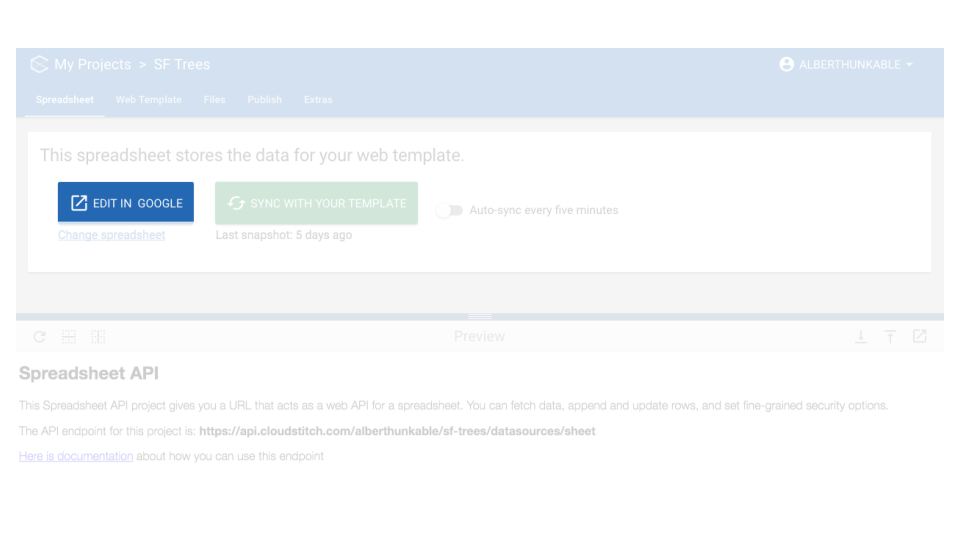 My Projects > SF Trees
ALBERTHUNKABLE
Spreadsheet Web Template Files Publish Extras
This spreadsheet stores the data for your web template.
EDIT IN GOOGLE SYNC WITH YOUR TEMPLATE Auto-sync every five minutes
Change spreadsheet Last snapshot: 5 days ago
Preview
Spreadsheet API
This Spreadsheet API project gives you a URL that acts as a web API for a spreadsheet. You can fetch data, append and update rows, and set fine-grained security options.
The API endpoint for this project is: https://api.cloudstitch.com/alberthunkable/sf-trees/datasources/sheet
Here is documentation about how you can use this endpoint